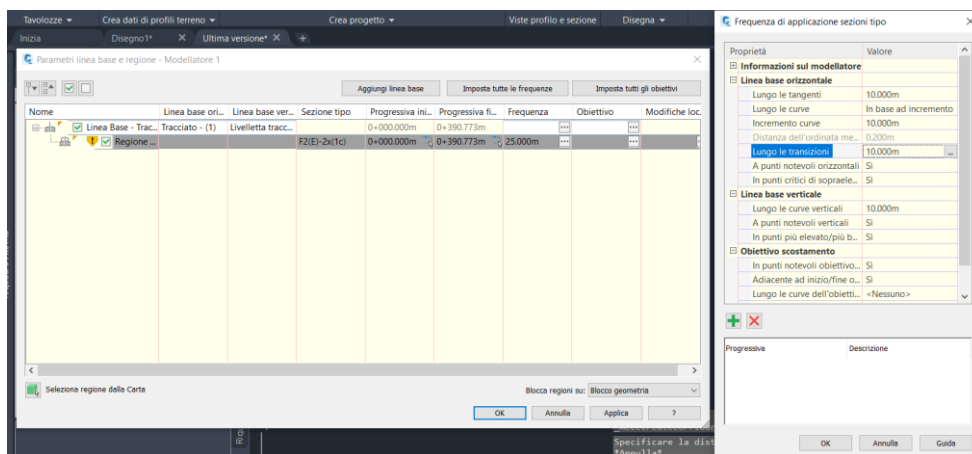 Tavolozze Crea dati di profili terreno Crea progetto Viste profilo e sezione Disegna
Inizia Disegno1* Ultima versione*
Parametri linea base e regione - Modellatore 1
Aggiungi linea base Imposta tutte le frequenze Imposta tutti gli obiettivi
Nome Linea base ori... Linea base ver... Sezione tipo Progressiva ini... Progressiva fi... Frequenza Obiettivo Modifiche loc.
Linea Base - Trac... Tracciato - (1) Livelletta tracc... 0+000.000m 0+390.773m
Regione ... F2(E)-2x(1c) 0+000.000m 0+390.773m 25.000m
Seleziona regione dalla Carta
Blocca regioni su: Blocco geometria
OK Annulla Applica ?
Specificare la dist
*Annulla*
Frequenza di applicazione sezioni tipo
Proprietà Valore
Informazioni sul modellatore
Linea base orizzontale
Lungo le tangenti 10.000m
Lungo le curve In base ad incremento
Incremento curve 10.000m
Distanza dell'ordinata me... 0.200m
Lungo le transizioni 10.000m ...
A punti notevoli orizzontali Sì
In punti critici di sopraele... Sì
Linea base verticale
Lungo le curve verticali 10.000m
A punti notevoli verticali Sì
In punti più elevato/più b... Sì
Obiettivo scostamento
In punti notevoli obiettivo... Sì
Adiacente ad inizio/fine o... Sì
Lungo le curve dell'obietti... <Nessuno>
Progressiva Descrizione
OK Annulla Guida